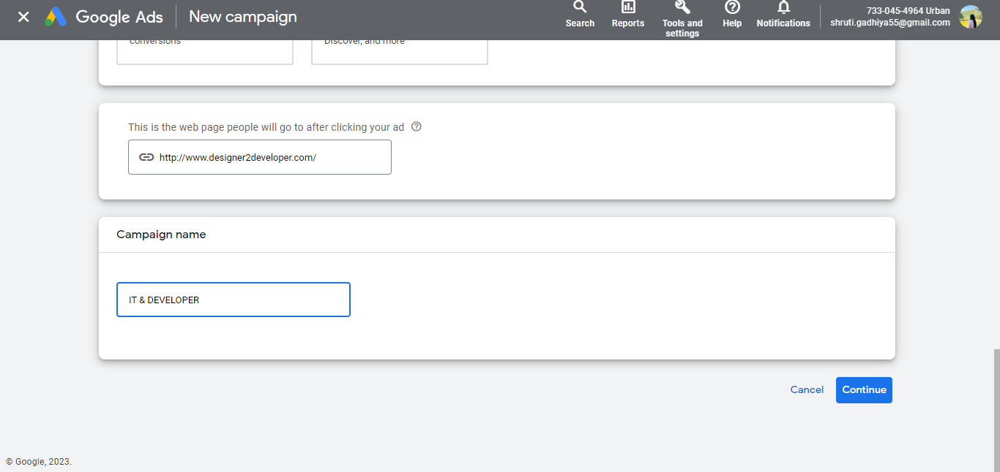 Google Ads New campaign
Search
Reports
Tools and
settings
Help
Notifications
733-045-4964 Urban
shruti.gadhiya55@gmail.com
conversions
Discover, and more
This is the web page people will go to after clicking your ad
http://www.designer2developer.com/
Campaign name
IT & DEVELOPER
Cancel
Continue
© Google, 2023.